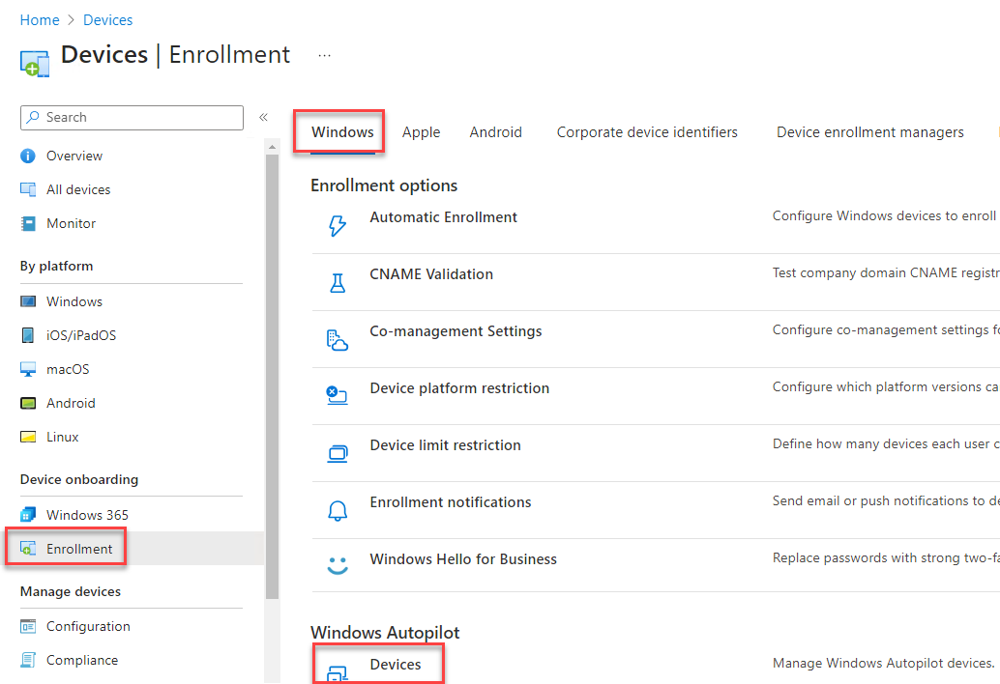 Home > Devices
Devices | Enrollment ...
Search «
Overview
All devices
Monitor
By platform
Windows
iOS/iPadOS
macOS
Android
Linux
Device onboarding
Windows 365
Enrollment
Manage devices
Configuration
Compliance
Windows Apple Android Corporate device identifiers Device enrollment managers
Enrollment options
Automatic Enrollment Configure Windows devices to enroll
CNAME Validation Test company domain CNAME registr
Co-management Settings Configure co-management settings fo
Device platform restriction Configure which platform versions ca
Device limit restriction Define how many devices each user c
Enrollment notifications Send email or push notifications to de
Windows Hello for Business Replace passwords with strong two-fa
Windows Autopilot
Devices Manage Windows Autopilot devices.